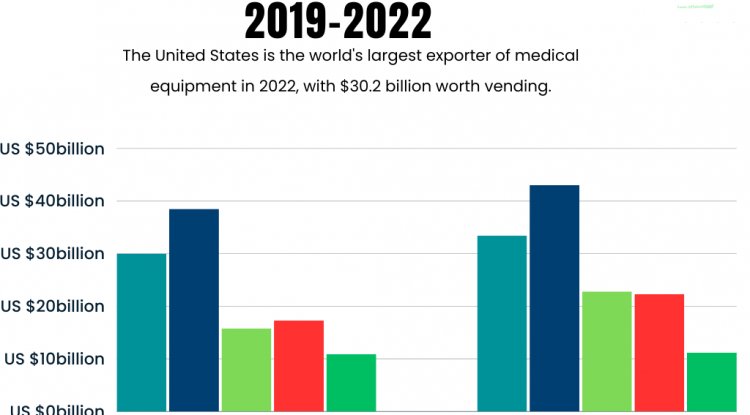 2019-2022
The United States is the world's largest exporter of medical
equipment in 2022, with $30.2 billion worth vending.
US $50billion
US $40billion
US $30billion
US $20billion
US $10billion
US $0billion